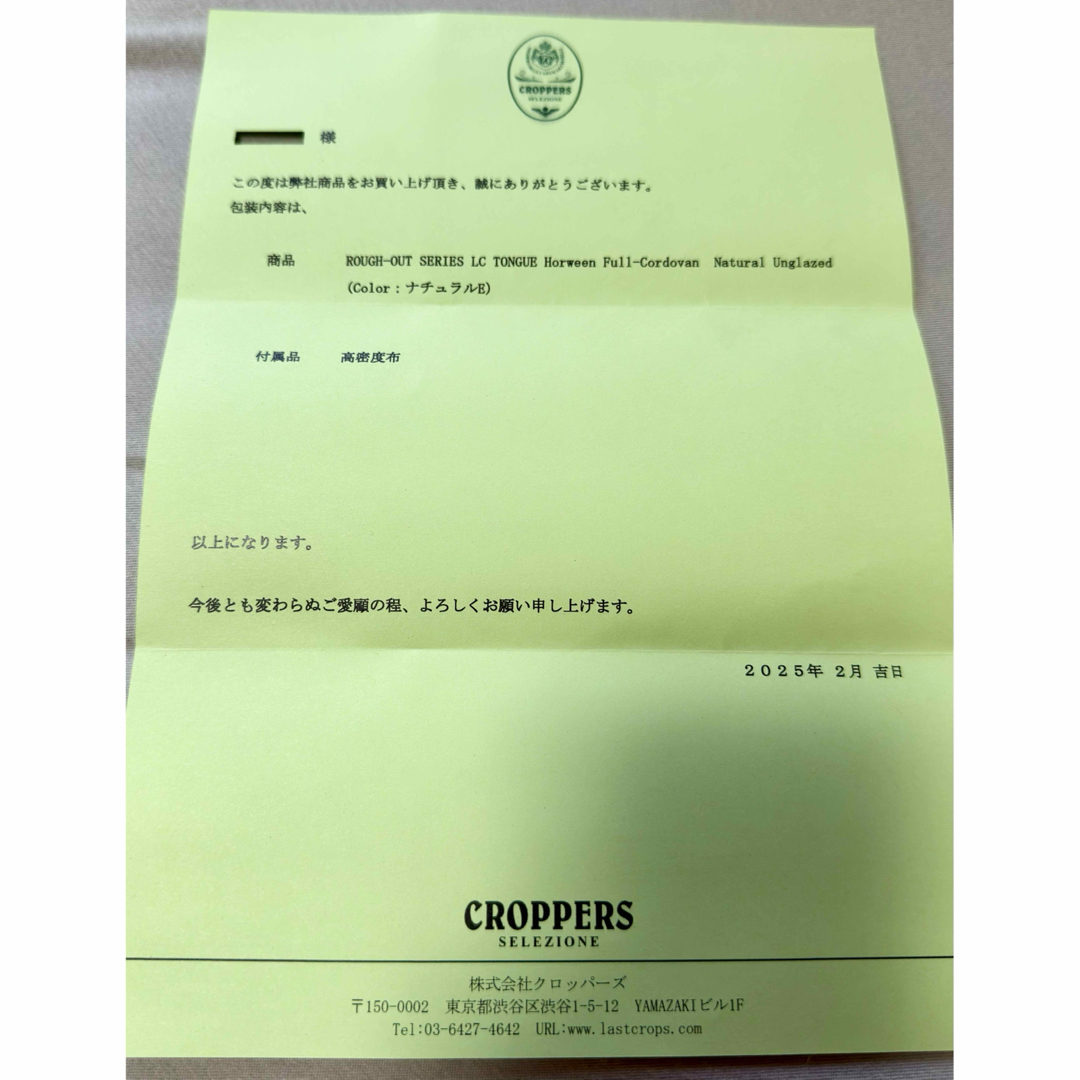 CROPPERS
SELEZIONE
様
この度は弊社商品をお買い上げ頂き、誠にありがとうございます。
包装内容は、
商品 ROUGH-OUT SERIES LC TONGUE Horween Full-Cordovan Natural Unglazed
(Color：ナチュラルE)
付属品 高密度布
以上になります。
今後とも変わらぬご愛顧の程、よろしくお願い申し上げます。
２０２５年 ２月 吉日
CROPPERS
SELEZIONE
株式会社クロッパーズ
〒150-0002 東京都渋谷区渋谷1-5-12 YAMAZAKIビル1F
Tel:03-6427-4642 URL:www.lastcrops.com